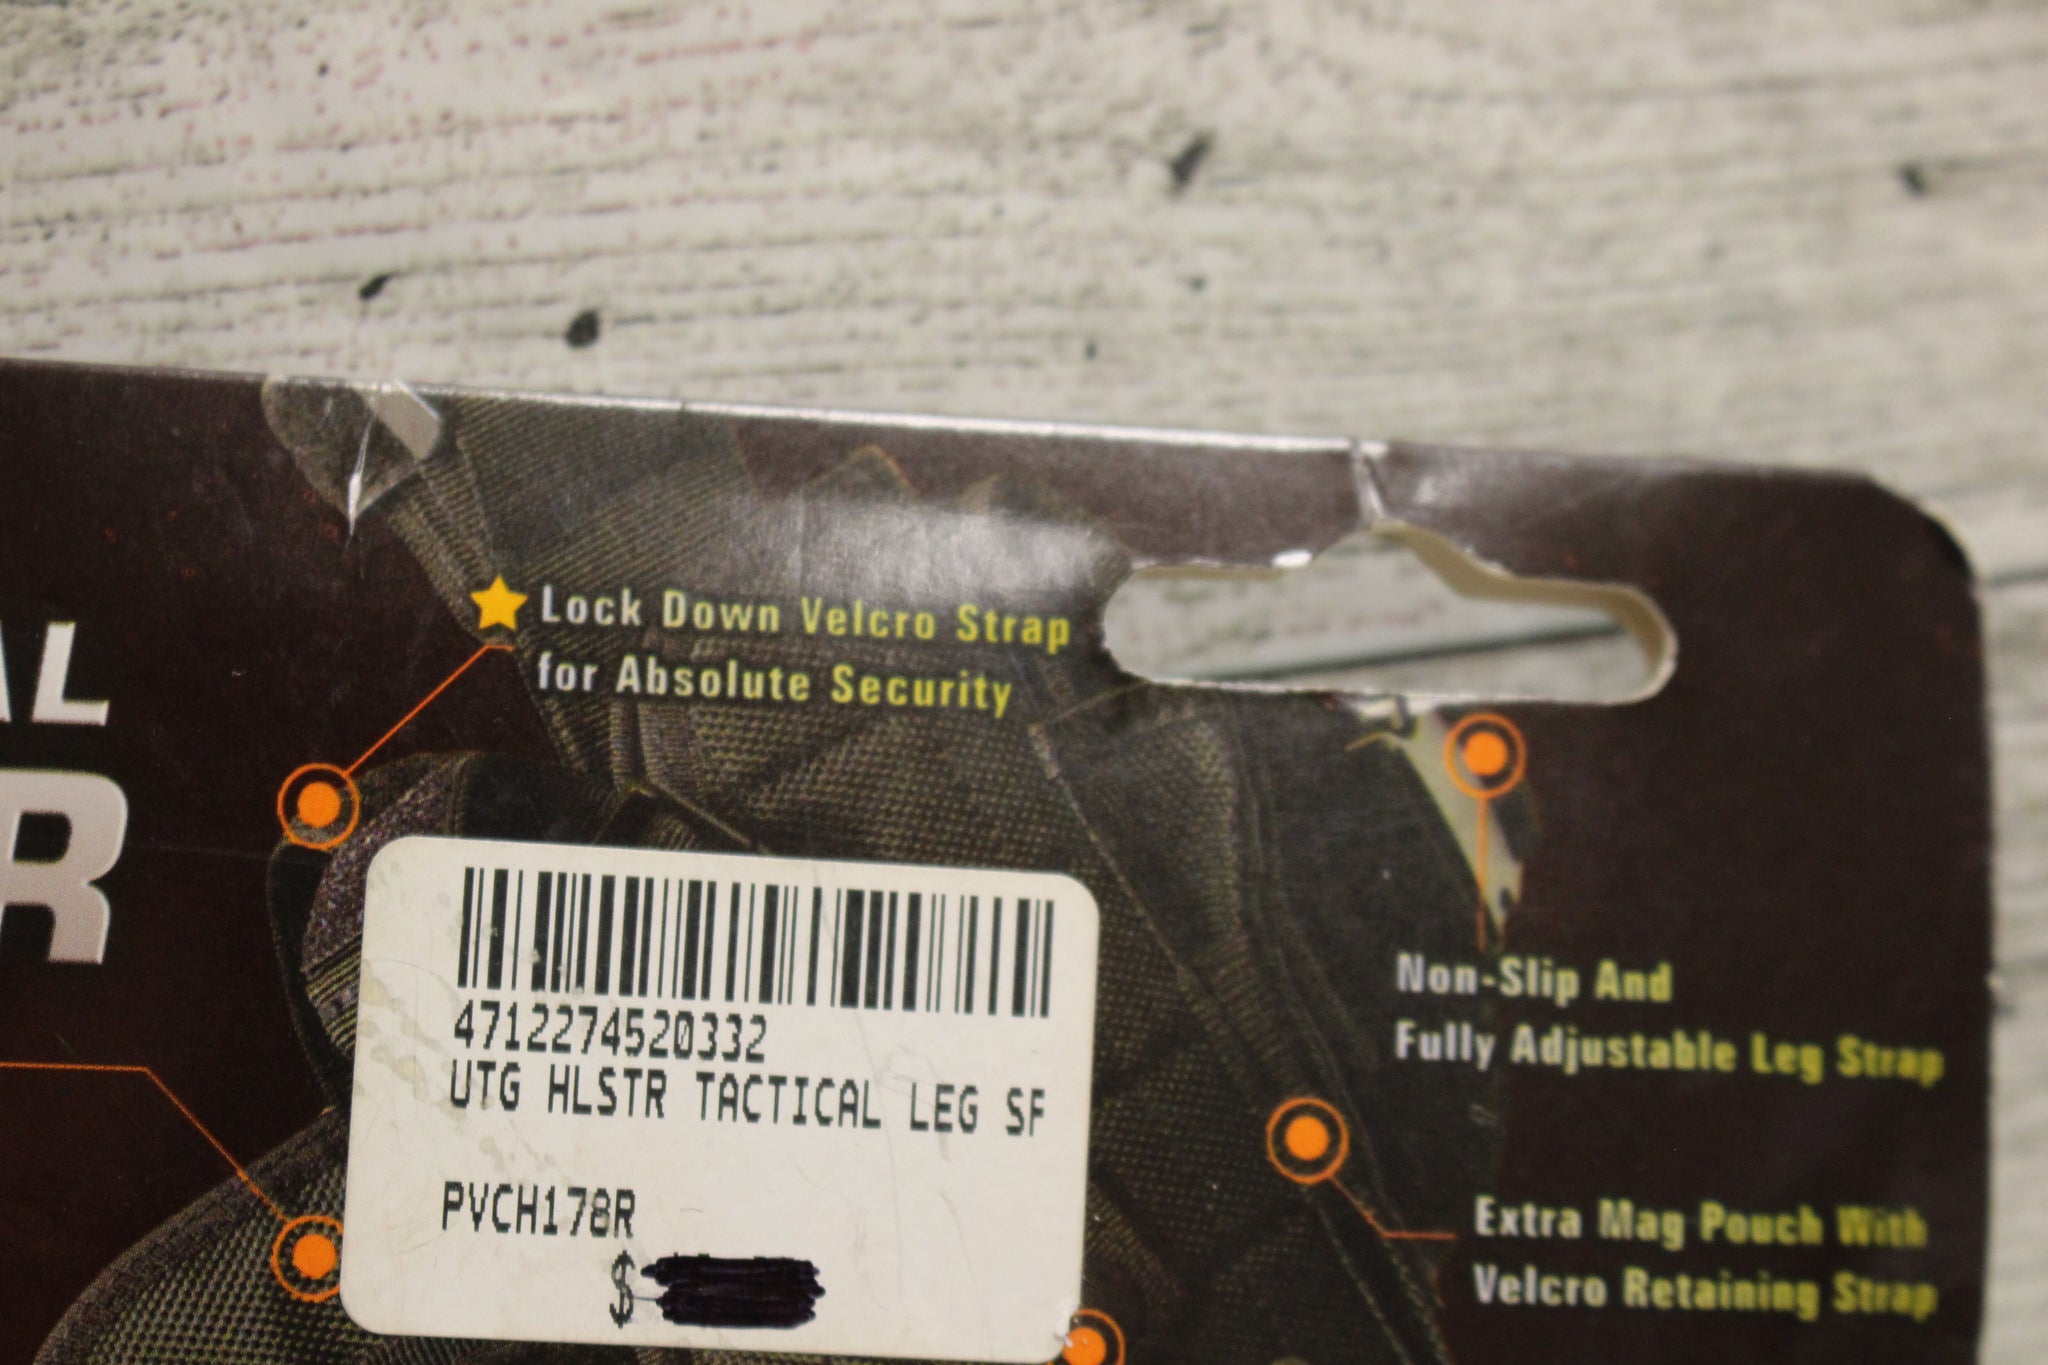 AL
R
Lock Down Velcro Strap
for Absolute Security
4712274520332
UTG HLSTR TACTICAL LEG SF
PVCH178R
$
Non-Slip And
Fully Adjustable Leg Strap
Extra Mag Pouch With
Velcro Retaining Strap